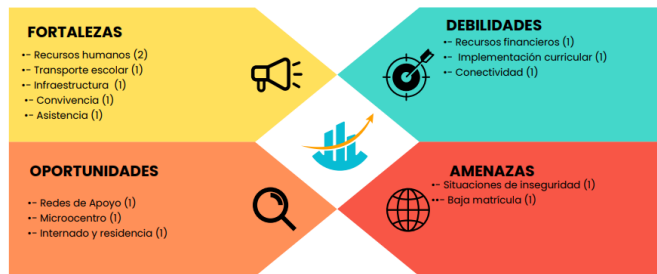 FORTALEZAS
•- Recursos humanos (2)
•- Transporte escolar (1)
•- Infraestructura (1)
•- Convivencia (1)
•- Asistencia (1)
DEBILIDADES
•- Recursos financieros (1)
•- Implementación curricular (1)
•- Conectividad (1)
OPORTUNIDADES
•- Redes de Apoyo (1)
•- Microocentro (1)
•- Internado y residencia (1)
AMENAZAS
•- Situaciones de inseguridad (1)
••- Baja matrícula (1)